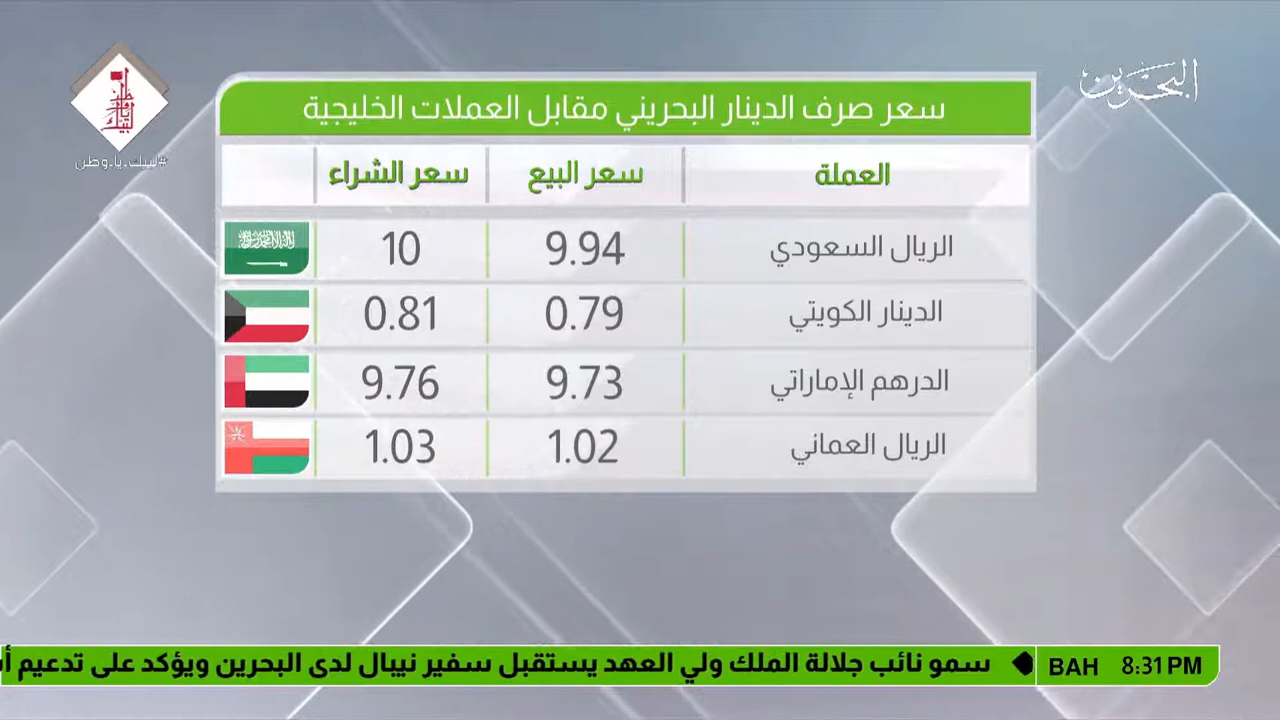 البحرين
#لبيك_يا_وطن
سعر صرف الدينار البحريني مقابل العملات الخليجية
العملة سعر البيع سعر الشراء
الريال السعودي 9.94 10
الدينار الكويتي 0.79 0.81
الدرهم الإماراتي 9.73 9.76
الريال العماني 1.02 1.03
BAH 8:31 PM
سمو نائب جلالة الملك ولي العهد يستقبل سفير نيبال لدى البحرين ويؤكد على تدعيم